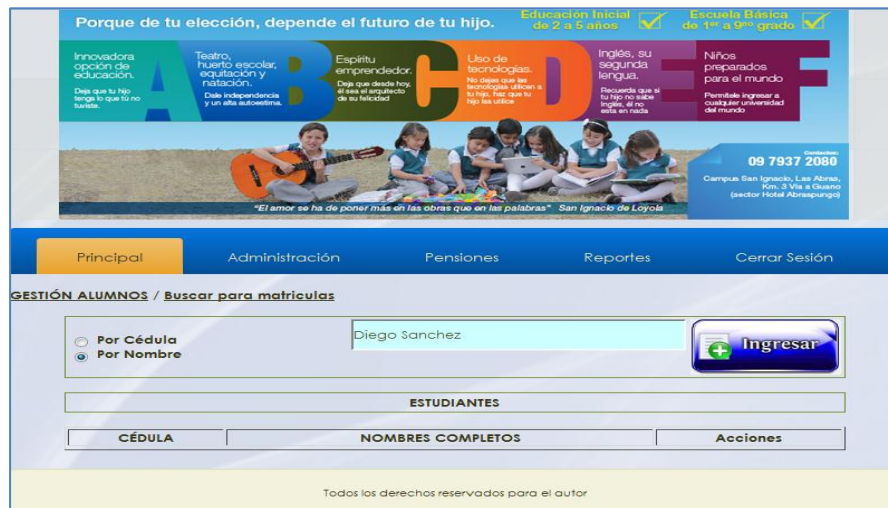 Porque de tu elección, depende el futuro de tu hijo.
Educación Inicial
de 2 a 5 años
Escuela Básica
de 1er a 9no grado
Innovadora
opción de
educación.
Deja que tu hijo
tenga lo que tú no
tuviste.
A
Teatro,
huerto escolar,
equitación y
natación.
Dale independencia
y un alta autoestima.
B
Espíritu
emprendedor.
Deja que desde hoy,
él sea el arquitecto
de su felicidad
C
Uso de
tecnologías.
No dejes que las
tecnologías utilicen a
tu hijo, haz que tu
hijo las utilice
D
Inglés, su
segunda
lengua.
Recuerda que si
tu hijo no sabe
Inglés, él no
esta en nada
E
Niños
preparados
para el mundo
Permítele ingresar a
cualquier universidad
del mundo
F
Contactos:
09 7937 2080
Campus San Ignacio, Las Abras,
Km. 3 Vía a Guano
(sector Hotel Abraspungo)
"El amor se ha de poner más en las obras que en las palabras" San Ignacio de Loyola
Principal
Administración
Pensiones
Reportes
Cerrar Sesión
GESTIÓN ALUMNOS / Buscar para matriculas
Por Cédula
Por Nombre
Diego Sanchez
Ingresar
ESTUDIANTES
CÉDULA
NOMBRES COMPLETOS
Acciones
Todos los derechos reservados para el autor